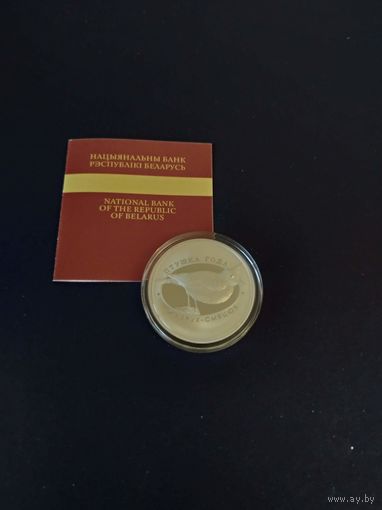 НАЦЫЯНАЛЬНЫ БАНК
РЭСПУБЛІКІ БЕЛАРУСЬ
NATIONAL BANK
OF THE REPUBLIC
OF BELARUS
ПТУШКА ГОДА
www.ay.by